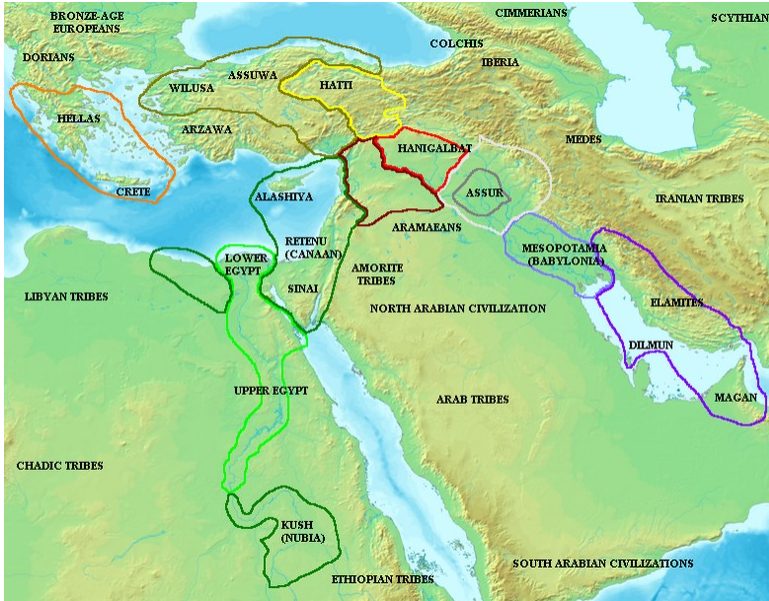 BRONZE-AGE
EUROPEANS
CIMMERIANS
SCYTHIAN
DORIANS
COLCHIS
IBERIA
ASSUWA
WILUSA
HATTI
HELLAS
ARZAWA
HANIGALBAT
MEDES
CRETE
ALASHIYA
ASSUR
IRANIAN TRIBES
ARAMAEANS
RETENU
(CANAAN)
MESOPOTAMIA
(BABYLONIA)
LOWER
EGYPT
AMORITE
TRIBES
SINAI
LIBYAN TRIBES
NORTH ARABIAN CIVILIZATION
ELAMITES
DILMUN
UPPER EGYPT
ARAB TRIBES
MAGAN
CHADIC TRIBES
KUSH
(NUBIA)
SOUTH ARABIAN CIVILIZATIONS
ETHIOPIAN TRIBES